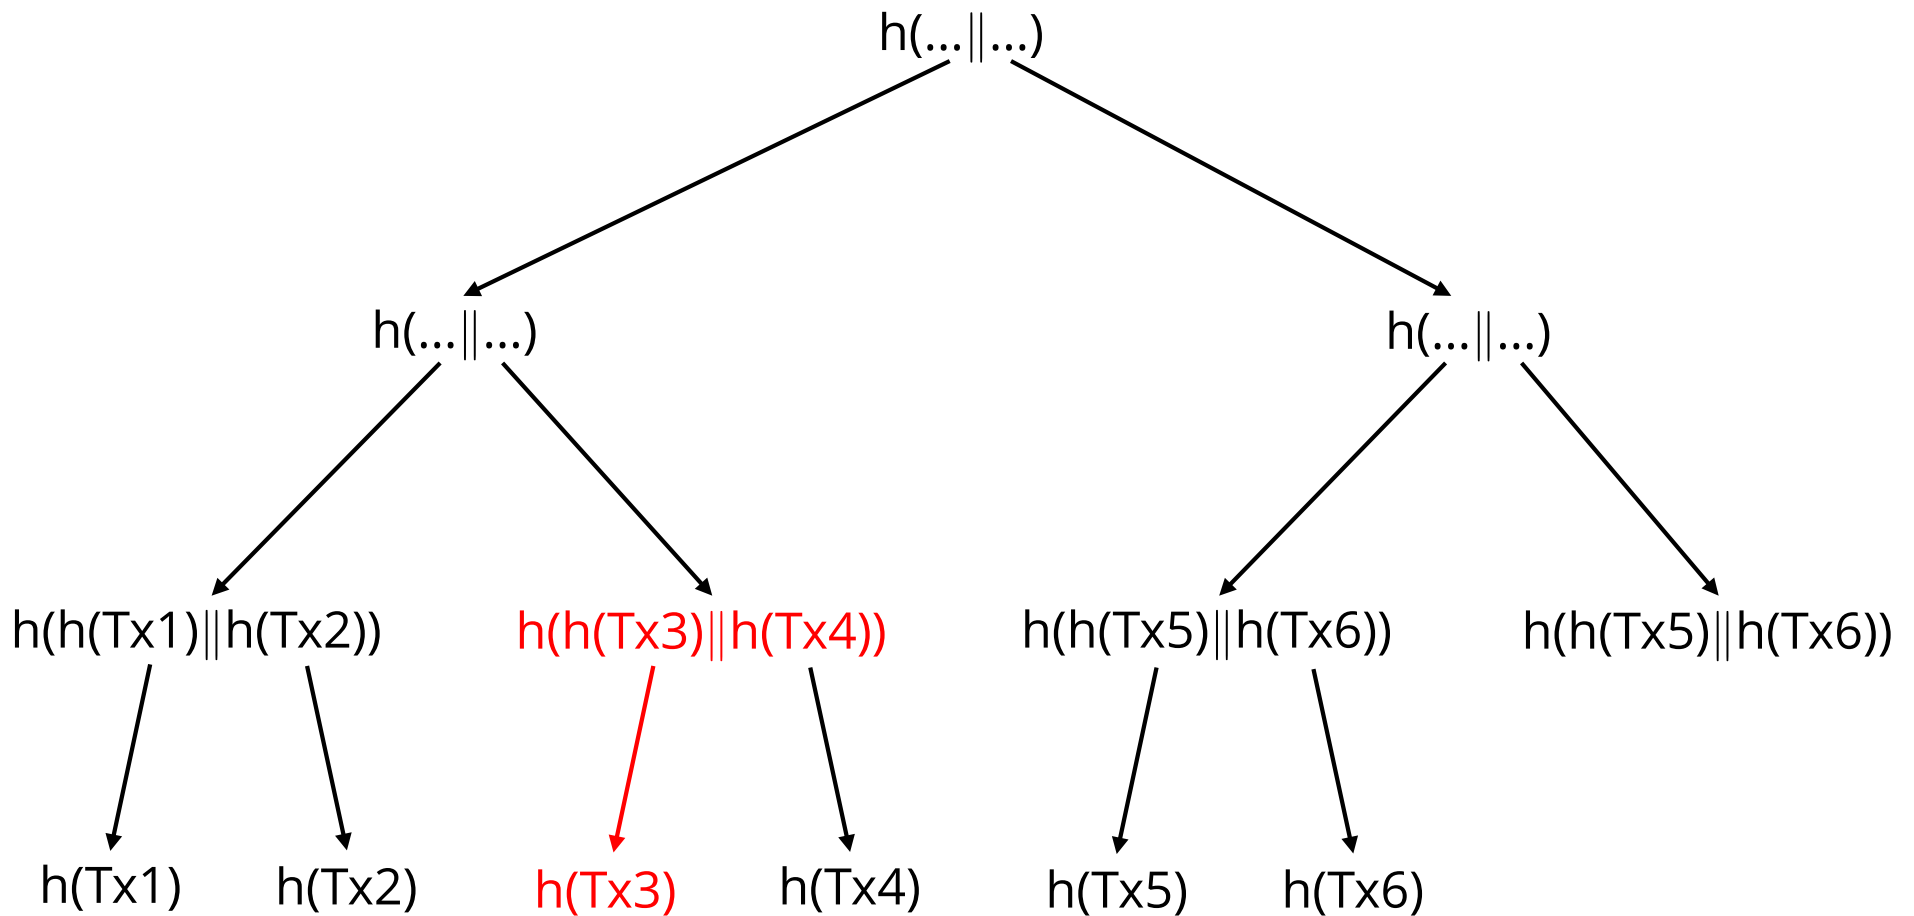 h(...||...)
h(...||...) h(...||...)
h(h(Tx1)||h(Tx2)) h(h(Tx3)||h(Tx4)) h(h(Tx5)||h(Tx6)) h(h(Tx5)||h(Tx6))
h(Tx1) h(Tx2) h(Tx3) h(Tx4) h(Tx5) h(Tx6)